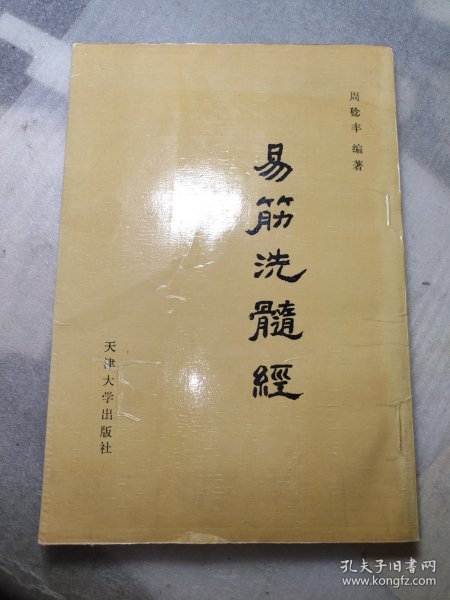 周稔丰 编著
易筋洗髓經
天津大学出版社
孔夫子旧书网
www.kongfz.com